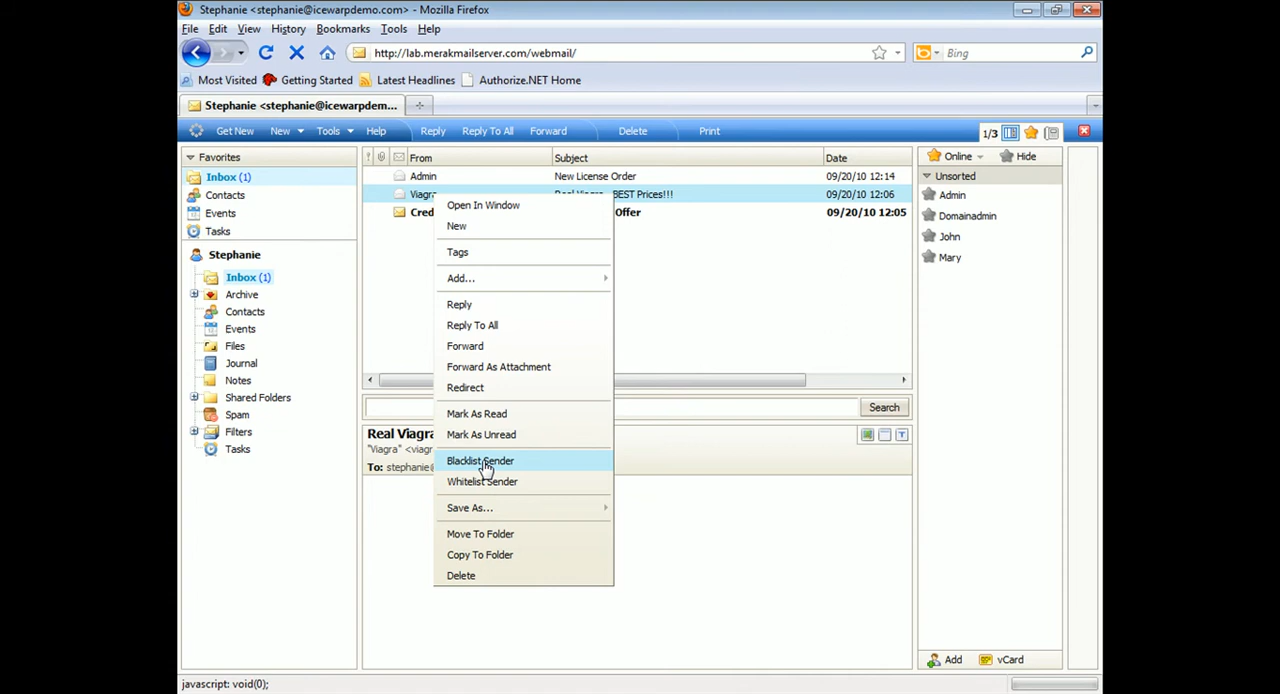 Stephanie <stephanie@icewarpdemo.com> - Mozilla Firefox
File Edit View History Bookmarks Tools Help
http://lab.merakmailserver.com/webmail/
Bing
Most Visited Getting Started Latest Headlines Authorize.NET Home
Stephanie <stephanie@icewarpdemo.com...
Get New New Tools Help Reply Reply To All Forward Delete Print 1/3
Favorites
Inbox (1)
Contacts
Events
Tasks
Stephanie
Inbox (1)
Archive
Contacts
Events
Files
Journal
Notes
Shared Folders
Spam
Filters
Tasks
From Subject Date
Admin New License Order 09/20/10 12:14
Viagra BEST Prices!!! 09/20/10 12:06
Cred Offer 09/20/10 12:05
Open In Window
New
Tags
Add...
Reply
Reply To All
Forward
Forward As Attachment
Redirect
Mark As Read
Mark As Unread
Blacklist Sender
Whitelist Sender
Save As...
Move To Folder
Copy To Folder
Delete
Search
Real Viagra
"Viagra" <viagr
To: stephanie@
Online Hide
Unsorted
Admin
Domainadmin
John
Mary
Add vCard
javascript: void(0);